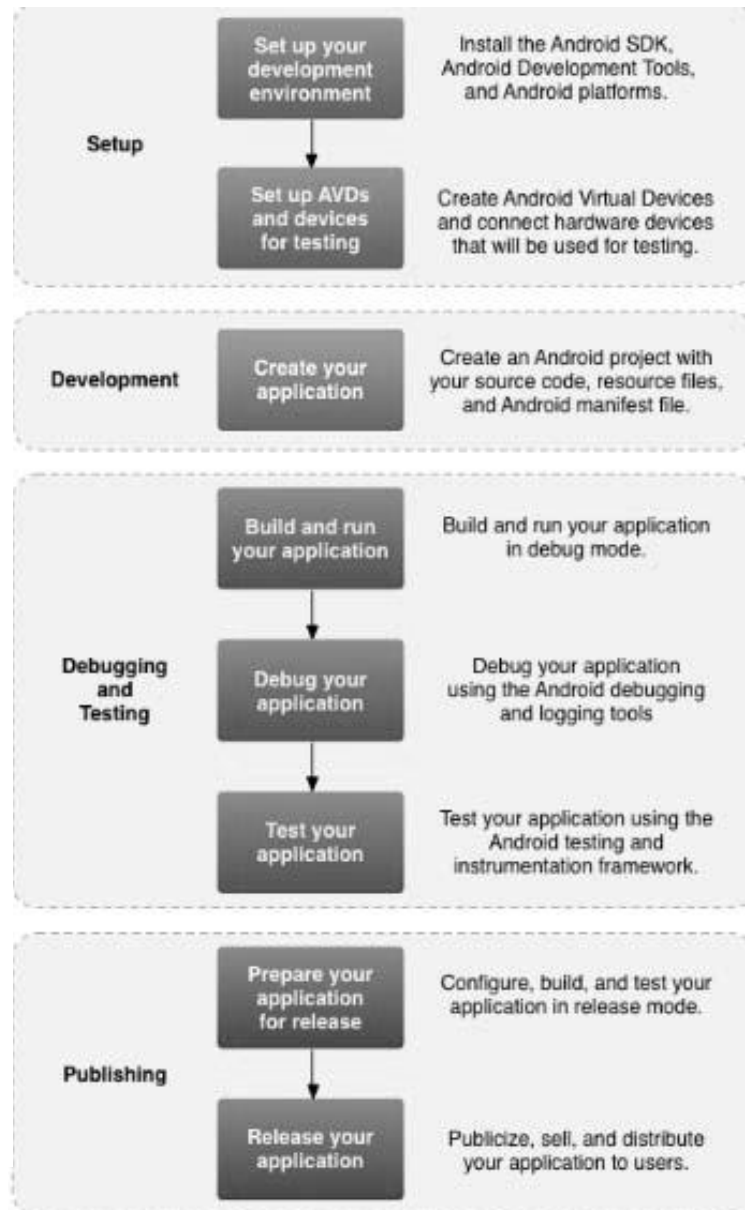 Setup
Set up your
development
environment
Install the Android SDK,
Android Development Tools,
and Android platforms.
Set up AVDs
and devices
for testing
Create Android Virtual Devices
and connect hardware devices
that will be used for testing.
Development
Create your
application
Create an Android project with
your source code, resource files,
and Android manifest file.
Debugging
and
Testing
Build and run
your application
Build and run your application
in debug mode.
Debug your
application
Debug your application
using the Android debugging
and logging tools
Test your
application
Test your application using the
Android testing and
instrumentation framework.
Publishing
Prepare your
application
for release
Configure, build, and test your
application in release mode.
Release your
application
Publicize, sell, and distribute
your application to users.